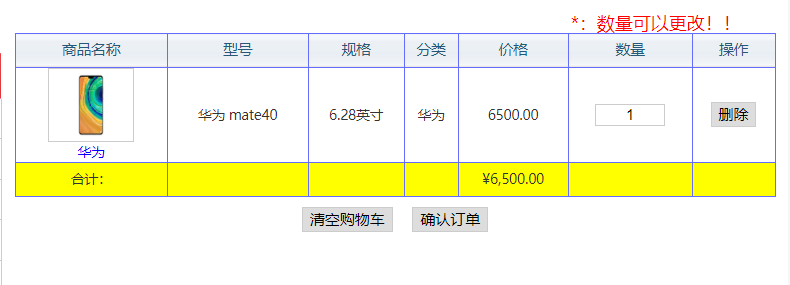 *：数量可以更改！！
商品名称 型号 规格 分类 价格 数量 操作
华为 mate40 6.28英寸 华为 6500.00 1 删除
华为
合计： ¥6,500.00
清空购物车 确认订单